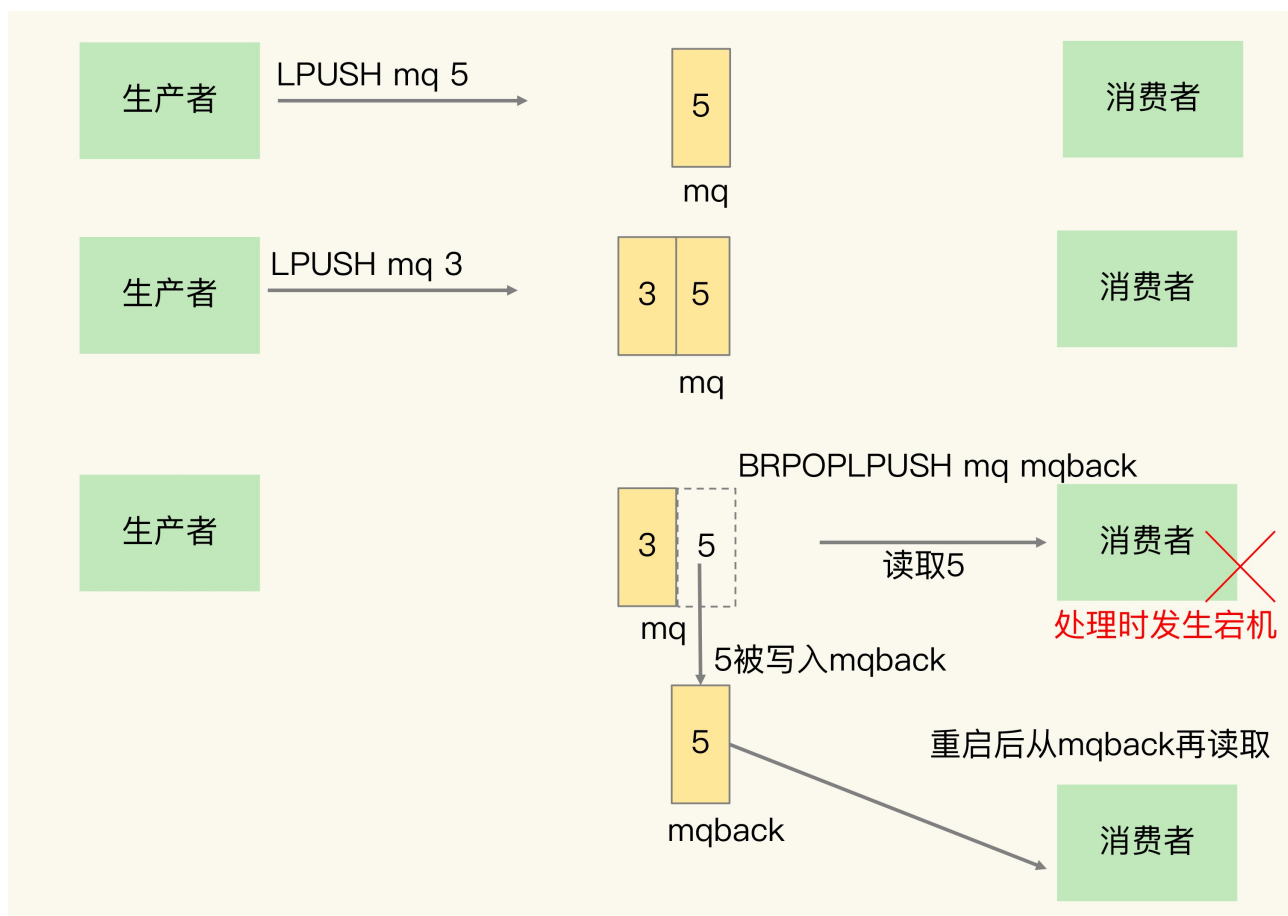 生产者
LPUSH mq 5
5
mq
消费者
生产者
LPUSH mq 3
3
5
mq
消费者
生产者
3
5
mq
BRPOPLPUSH mq mqback
读取5
消费者
处理时发生宕机
5被写入mqback
5
mqback
重启后从mqback再读取
消费者